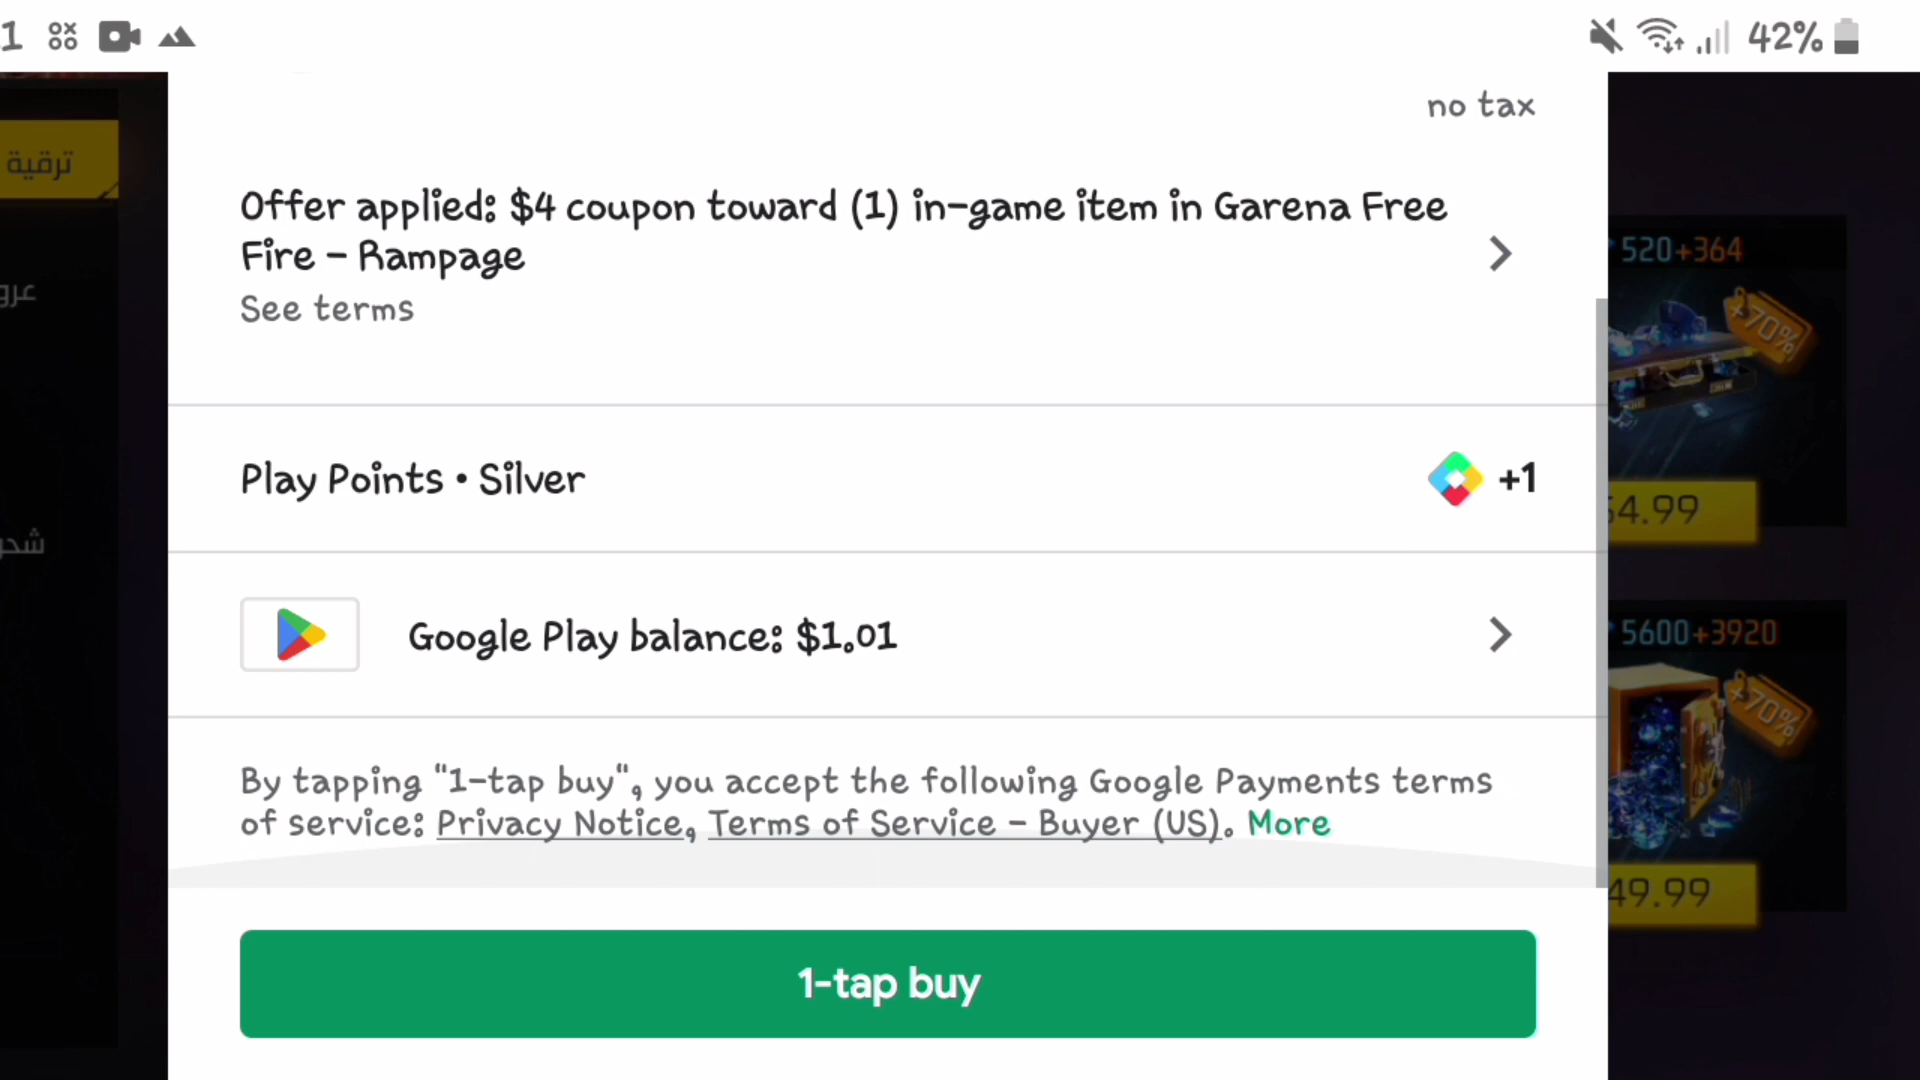 1
42%
no tax
ترقية
Offer applied: $4 coupon toward (1) in-game item in Garena Free
Fire – Rampage
See terms
520+364
+70%
Play Points • Silver
+1
4.99
Google Play balance: $1.01
5600+3920
+70%
By tapping "1-tap buy", you accept the following Google Payments terms
of service: Privacy Notice, Terms of Service – Buyer (US). More
49.99
1-tap buy